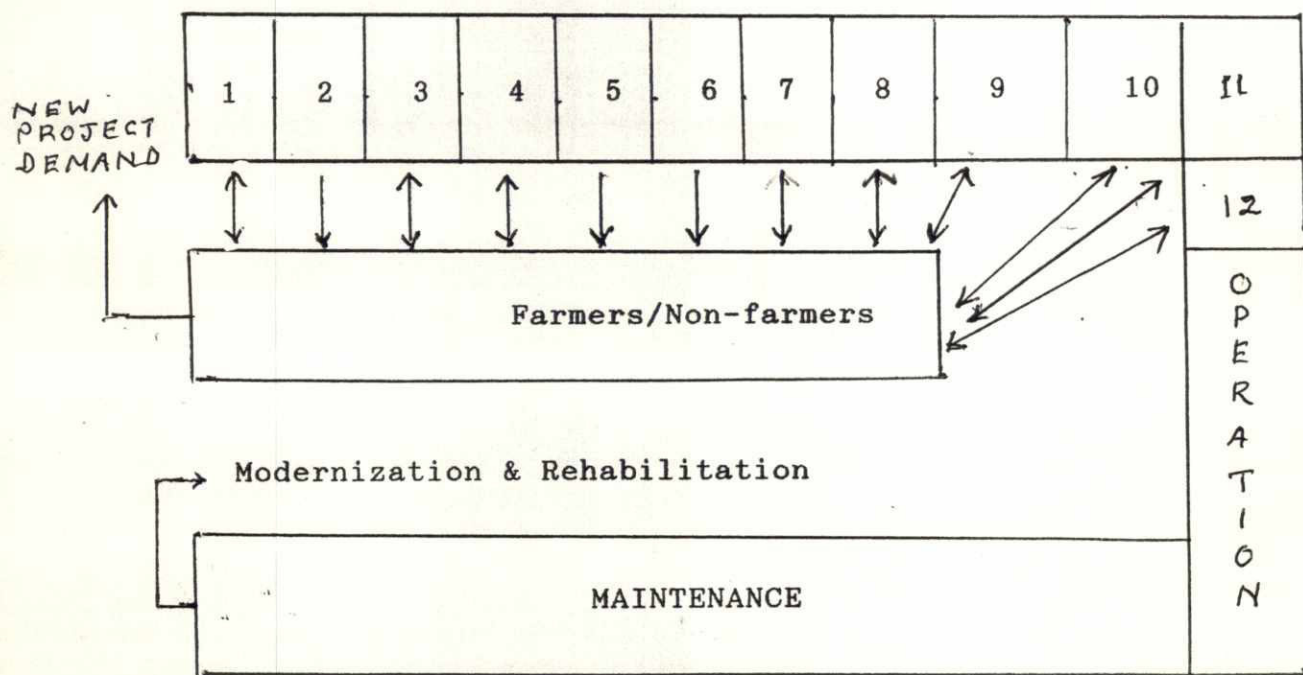 1 2 3 4 5 6 7 8 9 10 11
NEW
PROJECT
DEMAND
12
Farmers/Non-farmers
OPERATION
Modernization & Rehabilitation
MAINTENANCE